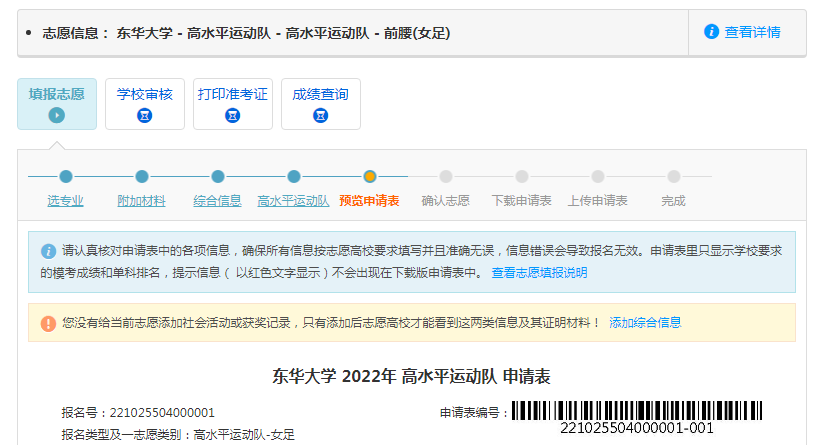 志愿信息： 东华大学 - 高水平运动队 - 高水平运动队 - 前腰(女足)
查看详情
填报志愿 学校审核 打印准考证 成绩查询
选专业 附加材料 综合信息 高水平运动队 预览申请表 确认志愿 下载申请表 上传申请表 完成
请认真核对申请表中的各项信息，确保所有信息按志愿高校要求填写并且准确无误，信息错误会导致报名无效。申请表里只显示学校要求
的模考成绩和单科排名，提示信息（ 以红色文字显示）不会出现在下载版申请表中。 查看志愿填报说明
您没有给当前志愿添加社会活动或获奖记录，只有添加后志愿高校才能看到这两类信息及其证明材料！ 添加综合信息
东华大学 2022年 高水平运动队 申请表
报名号：221025504000001
申请表编号：
221025504000001-001
报名类型及一志愿类别：高水平运动队-女足